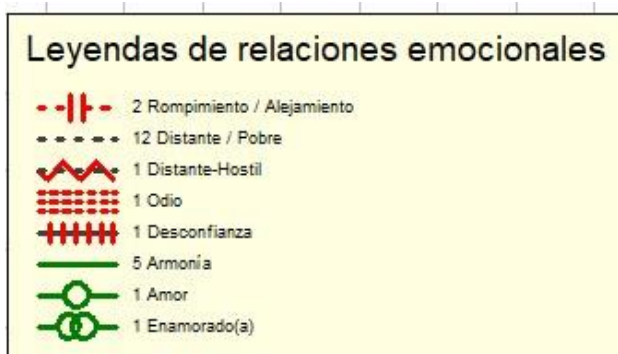 Leyendas de relaciones emocionales
2 Rompimiento / Alejamiento
12 Distante / Pobre
1 Distante-Hostil
1 Odio
1 Desconfianza
5 Armonía
1 Amor
1 Enamorado(a)